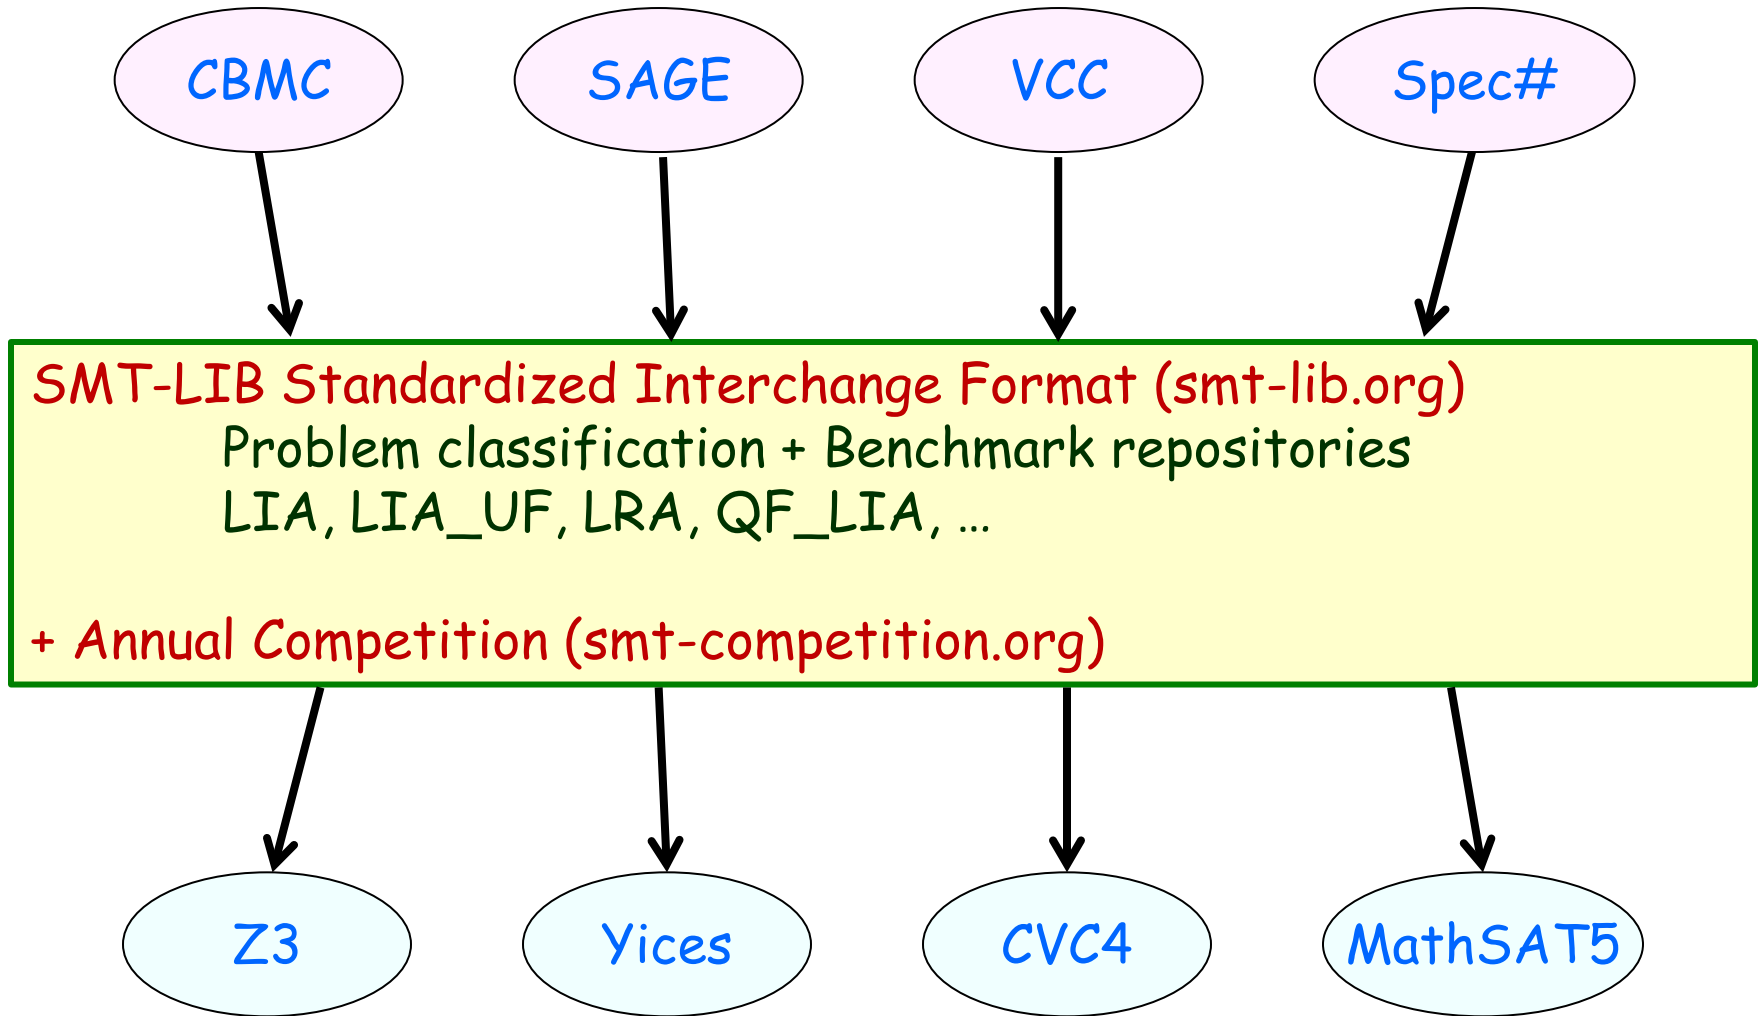 CBMC
SAGE
VCC
Spec#
SMT-LIB Standardized Interchange Format (smt-lib.org)
Problem classification + Benchmark repositories
LIA, LIA_UF, LRA, QF_LIA, …
+ Annual Competition (smt-competition.org)
Z3
Yices
CVC4
MathSAT5